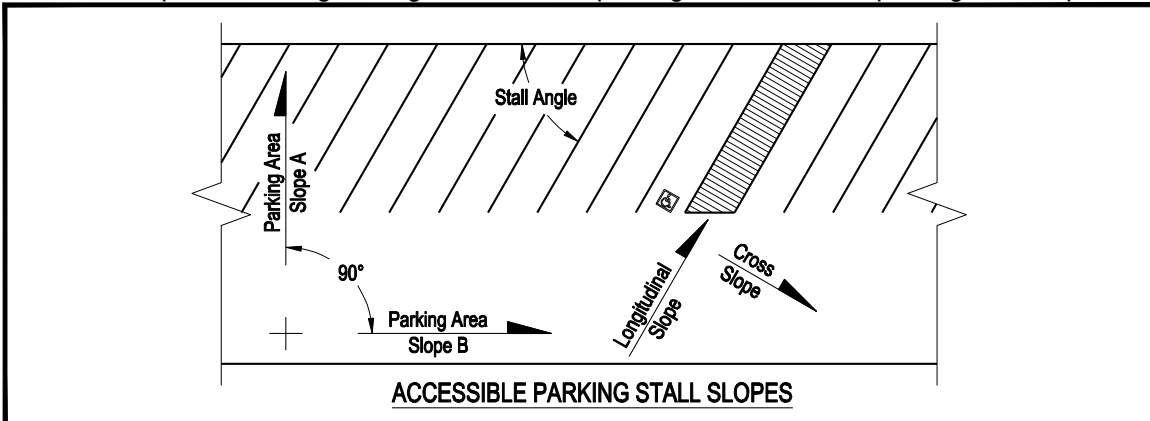 Stall Angle
Parking Area
Slope A
90°
Parking Area
Slope B
Longitudinal
Slope
Cross
Slope
ACCESSIBLE PARKING STALL SLOPES